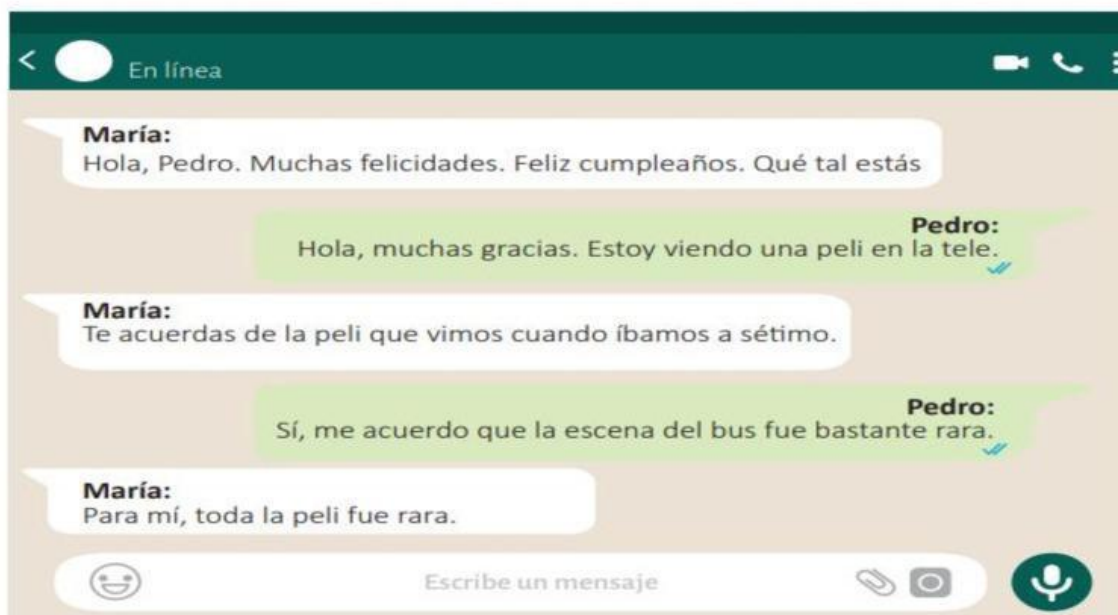 En línea
María:
Hola, Pedro. Muchas felicidades. Feliz cumpleaños. Qué tal estás
Pedro:
Hola, muchas gracias. Estoy viendo una peli en la tele.
María:
Te acuerdas de la peli que vimos cuando íbamos a sétimo.
Pedro:
Sí, me acuerdo que la escena del bus fue bastante rara.
María:
Para mí, toda la peli fue rara.
Escribe un mensaje